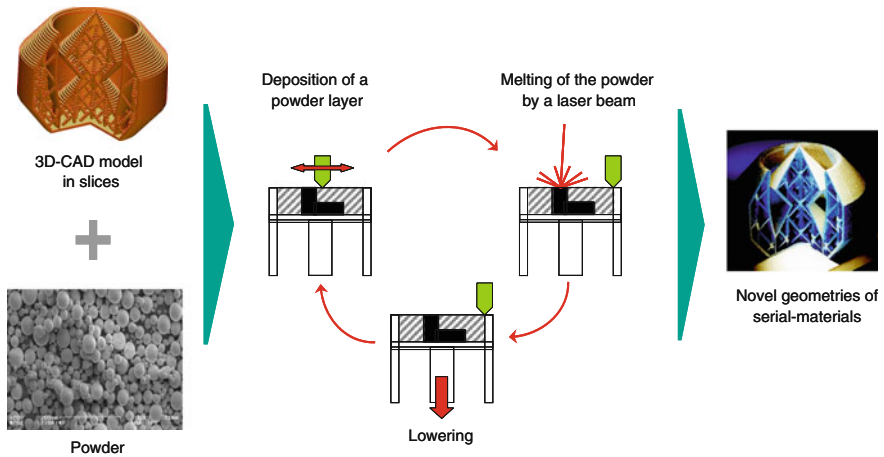 3D-CAD model
in slices
Powder
Deposition of a
powder layer
Melting of the powder
by a laser beam
Lowering
Novel geometries of
serial-materials